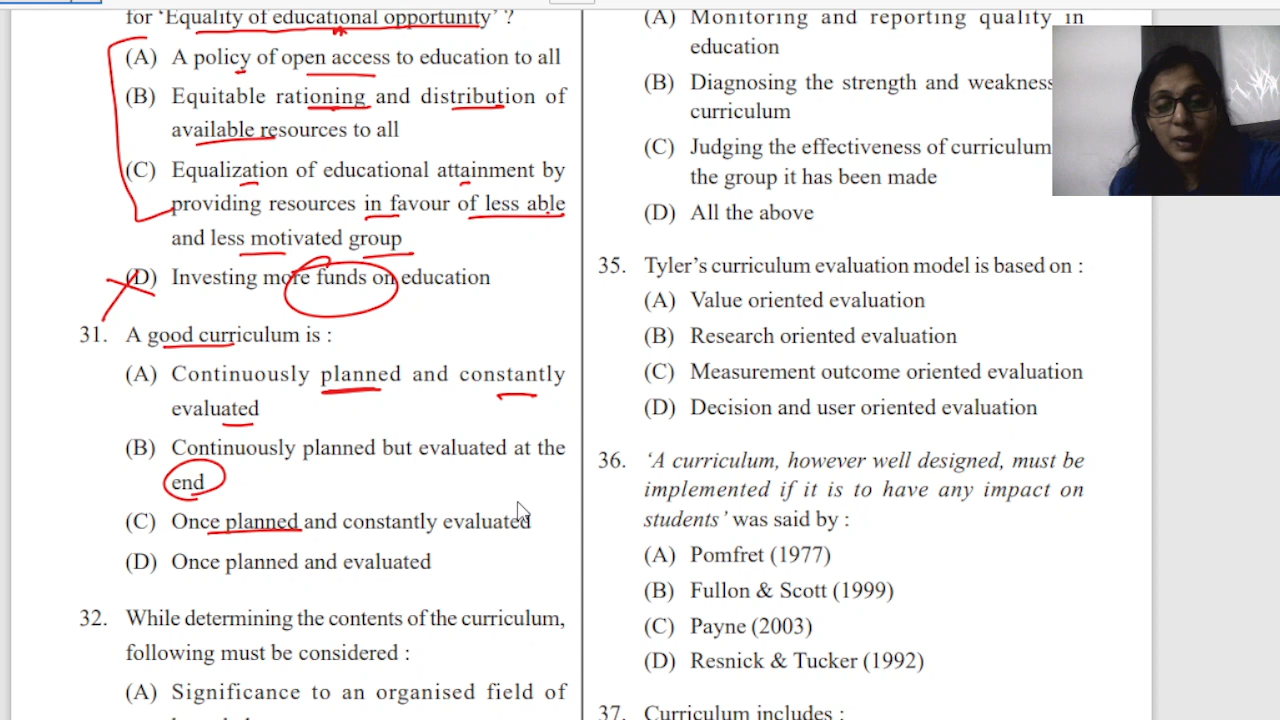 for ‘Equality of educational opportunity’ ?
(A) A policy of open access to education to all
(B) Equitable rationing and distribution of
available resources to all
(C) Equalization of educational attainment by
providing resources in favour of less able
and less motivated group
(D) Investing more funds on education
31. A good curriculum is :
(A) Continuously planned and constantly
evaluated
(B) Continuously planned but evaluated at the
end
(C) Once planned and constantly evaluated
(D) Once planned and evaluated
32. While determining the contents of the curriculum,
following must be considered :
(A) Significance to an organised field of
(A) Monitoring and reporting quality in
education
(B) Diagnosing the strength and weakness
curriculum
(C) Judging the effectiveness of curriculum
the group it has been made
(D) All the above
35. Tyler’s curriculum evaluation model is based on :
(A) Value oriented evaluation
(B) Research oriented evaluation
(C) Measurement outcome oriented evaluation
(D) Decision and user oriented evaluation
36. ‘A curriculum, however well designed, must be
implemented if it is to have any impact on
students’ was said by :
(A) Pomfret (1977)
(B) Fullon & Scott (1999)
(C) Payne (2003)
(D) Resnick & Tucker (1992)
37. Curriculum includes :